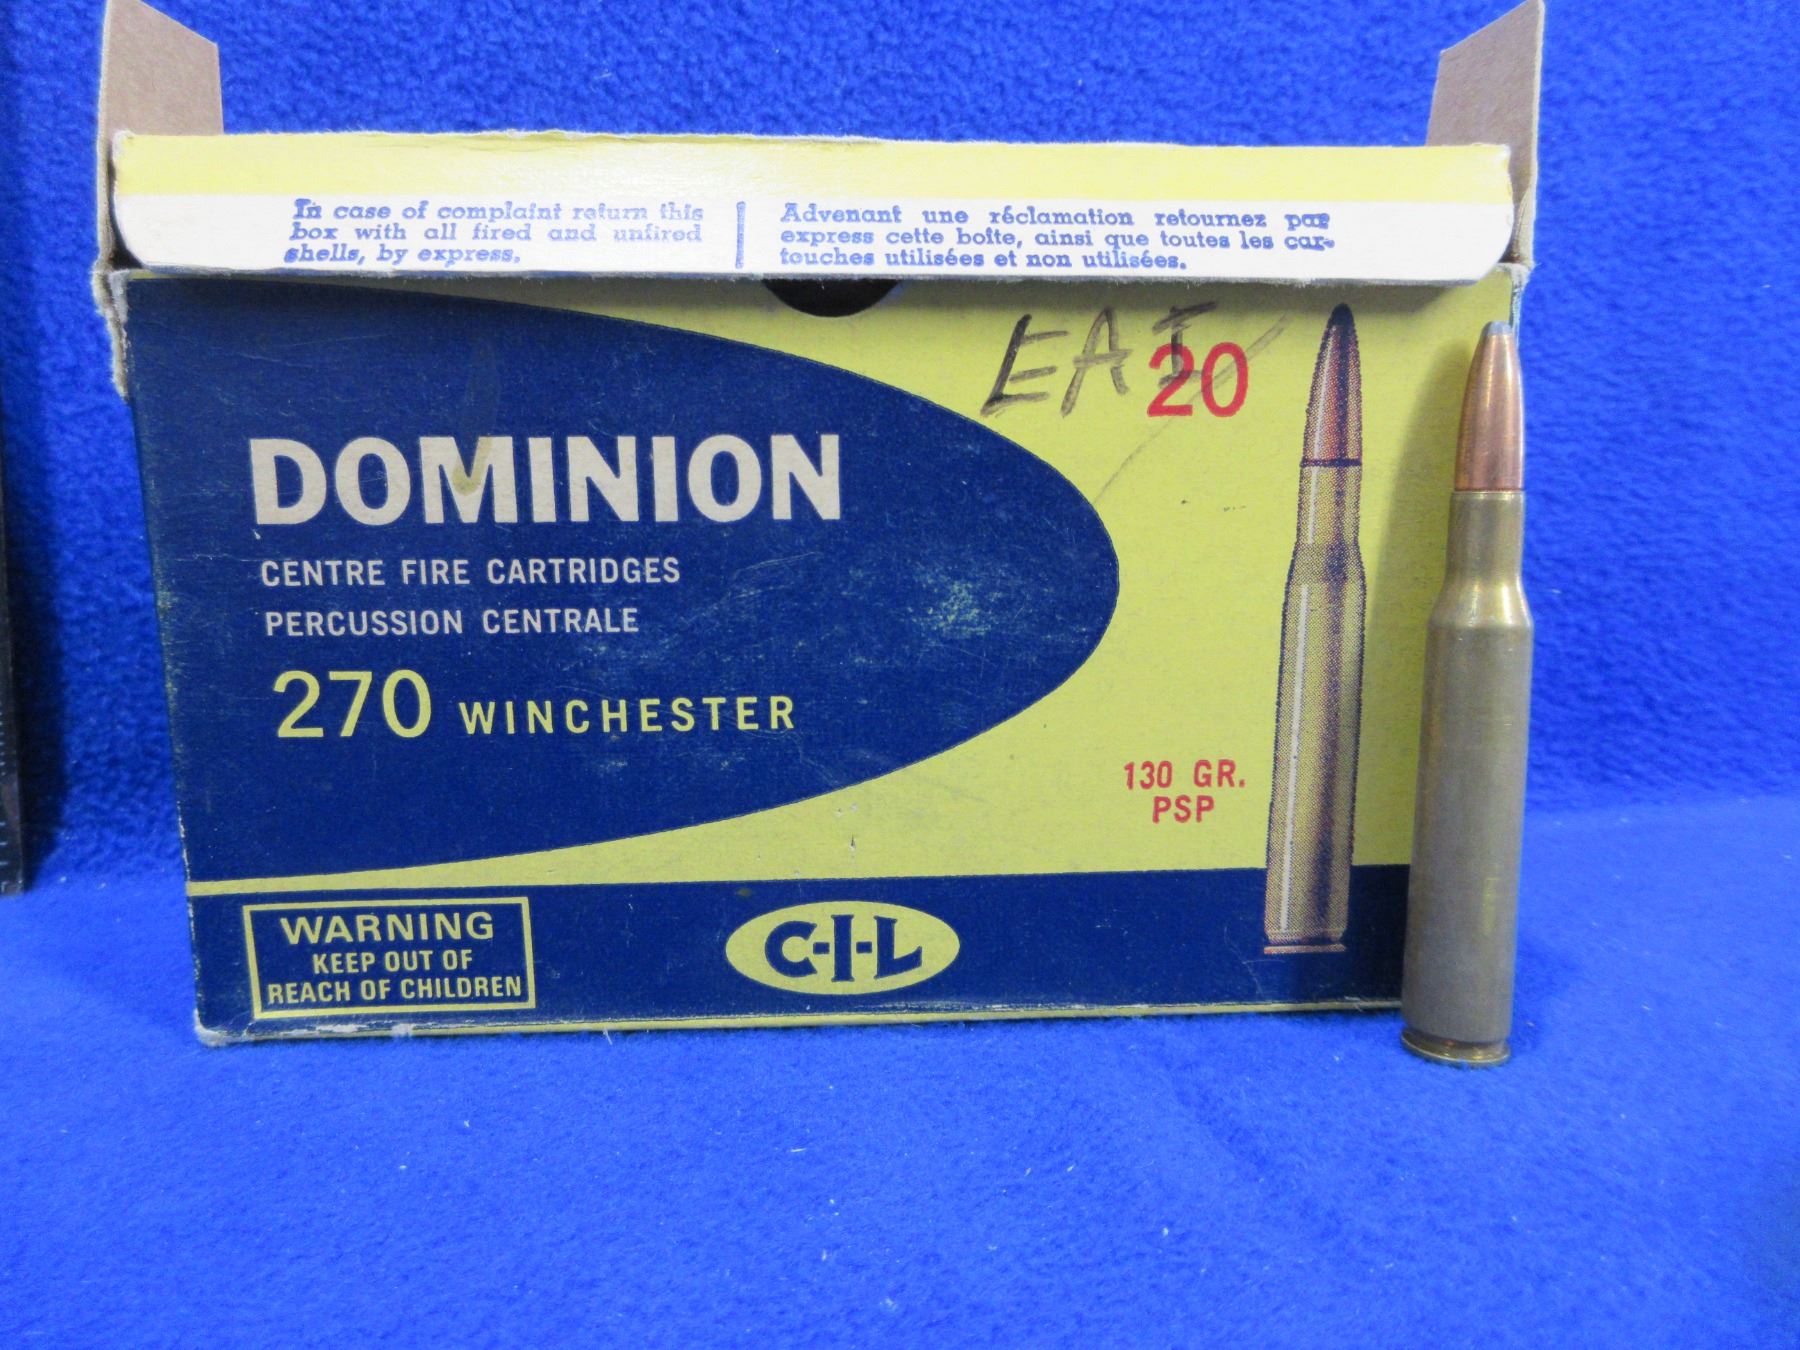 In case of complaint return this
box with all fired and unfired
shells, by express.
Advenant une réclamation retournez par
express cette boîte, ainsi que toutes les car-
touches utilisées et non utilisées.
20
DOMINION
CENTRE FIRE CARTRIDGES
PERCUSSION CENTRALE
270 WINCHESTER
130 GR.
PSP
WARNING
KEEP OUT OF
REACH OF CHILDREN
C-I-L